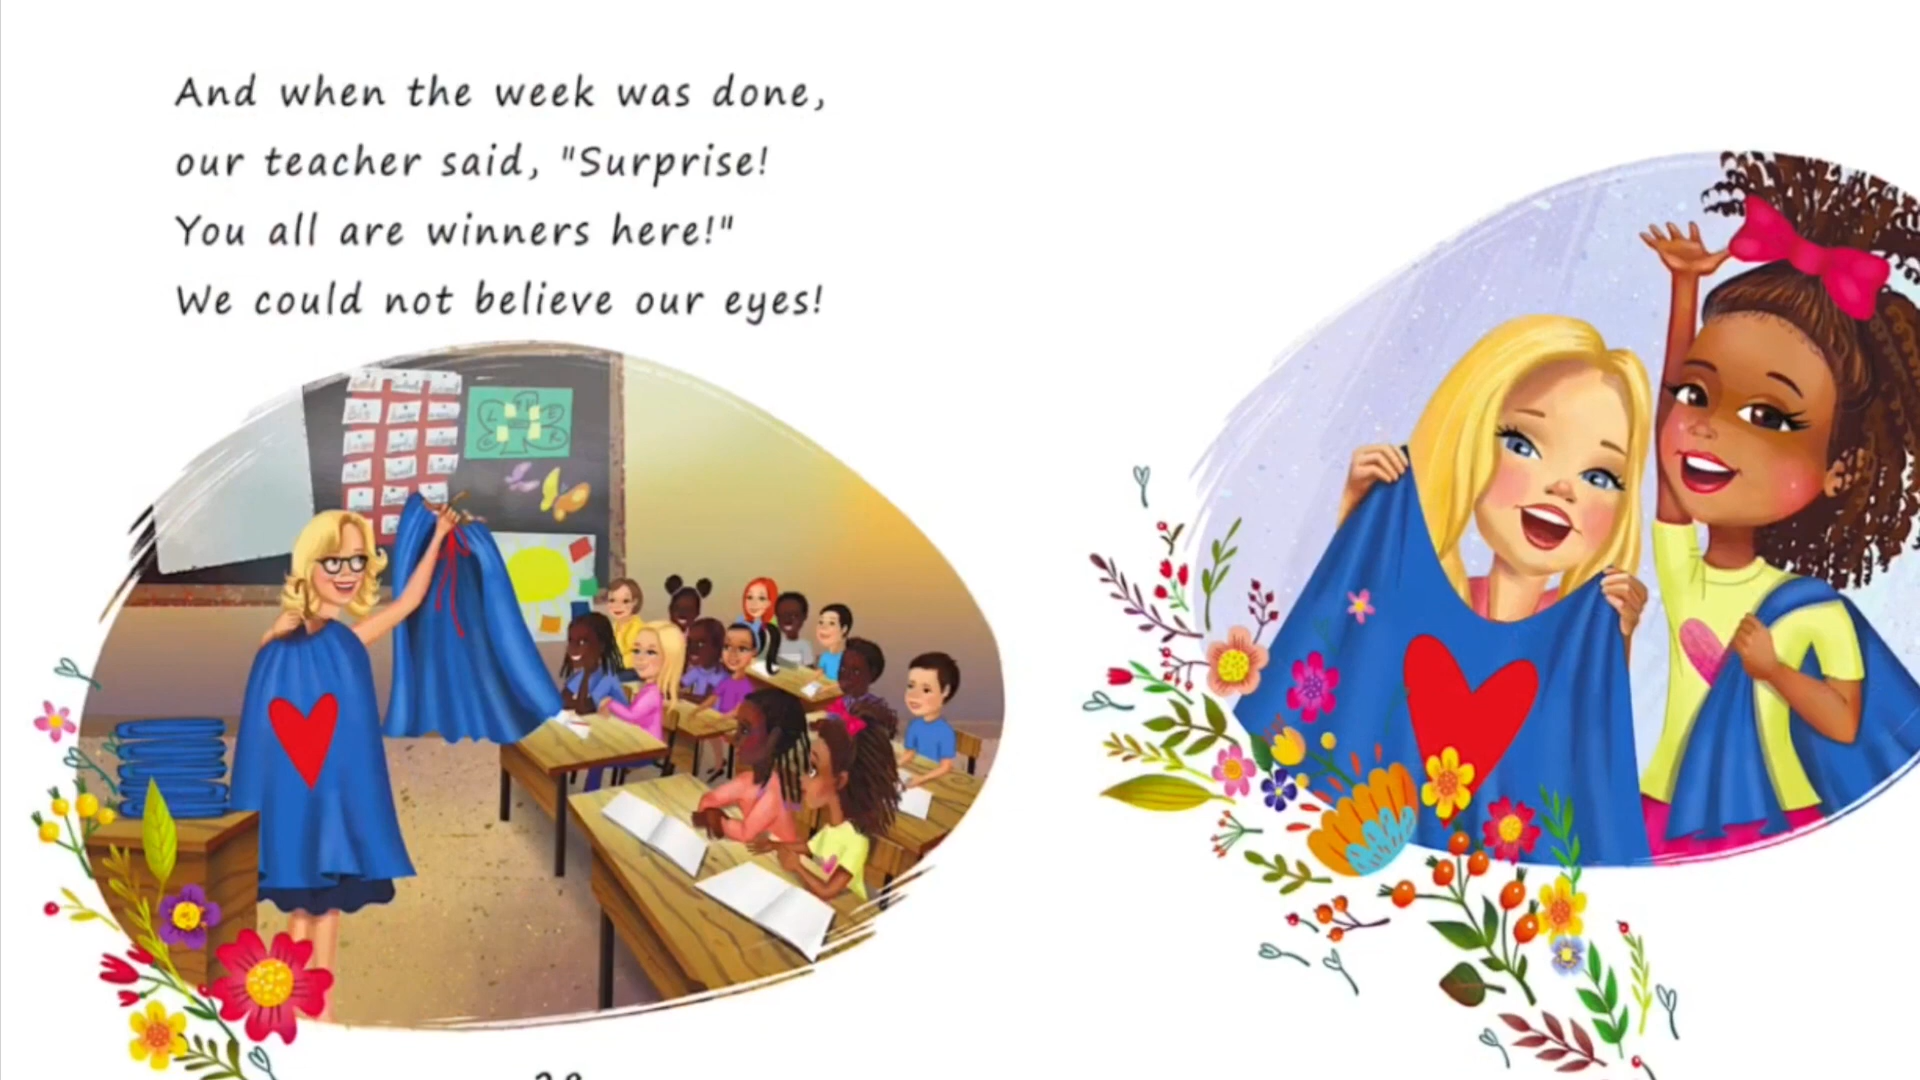 And when the week was done,
our teacher said, "Surprise!
You all are winners here!"
We could not believe our eyes!